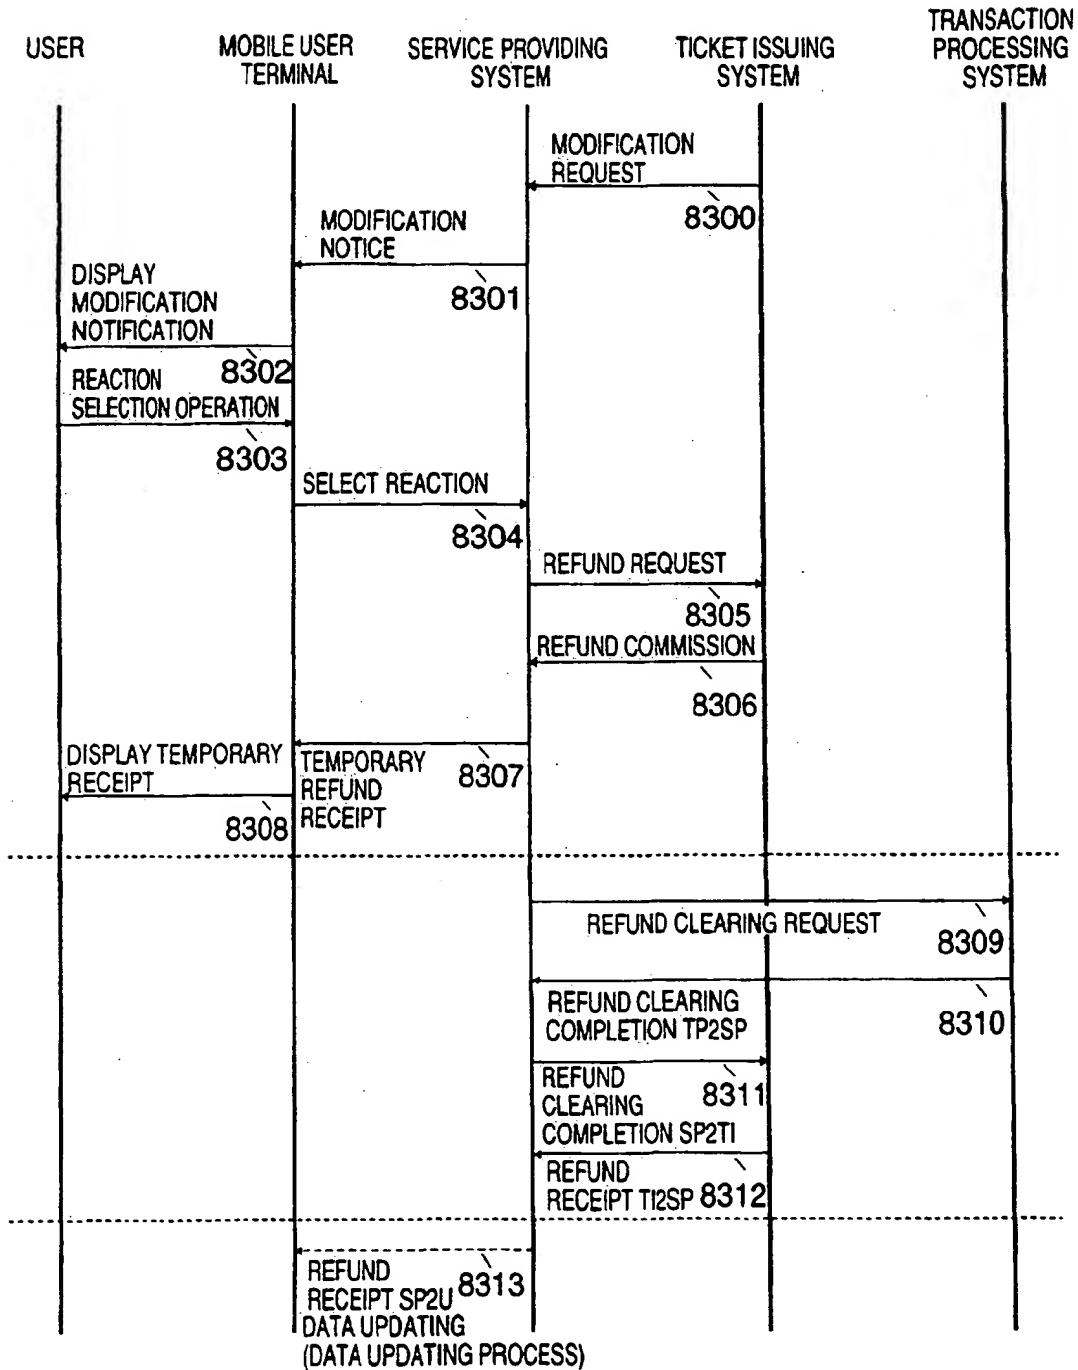 USER
MOBILE USER
TERMINAL
SERVICE PROVIDING
SYSTEM
TICKET ISSUING
SYSTEM
TRANSACTION
PROCESSING
SYSTEM
MODIFICATION
REQUEST
8300
MODIFICATION
NOTICE
8301
DISPLAY
MODIFICATION
NOTIFICATION
8302
REACTION
SELECTION OPERATION
8303
SELECT REACTION
8304
REFUND REQUEST
8305
REFUND COMMISSION
8306
TEMPORARY
REFUND
RECEIPT
8307
DISPLAY TEMPORARY
RECEIPT
8308
REFUND CLEARING REQUEST
8309
REFUND CLEARING
COMPLETION TP2SP
8310
REFUND
CLEARING
COMPLETION SP2TI
8311
REFUND
RECEIPT TI2SP
8312
REFUND
RECEIPT SP2U
8313
DATA UPDATING
(DATA UPDATING PROCESS)